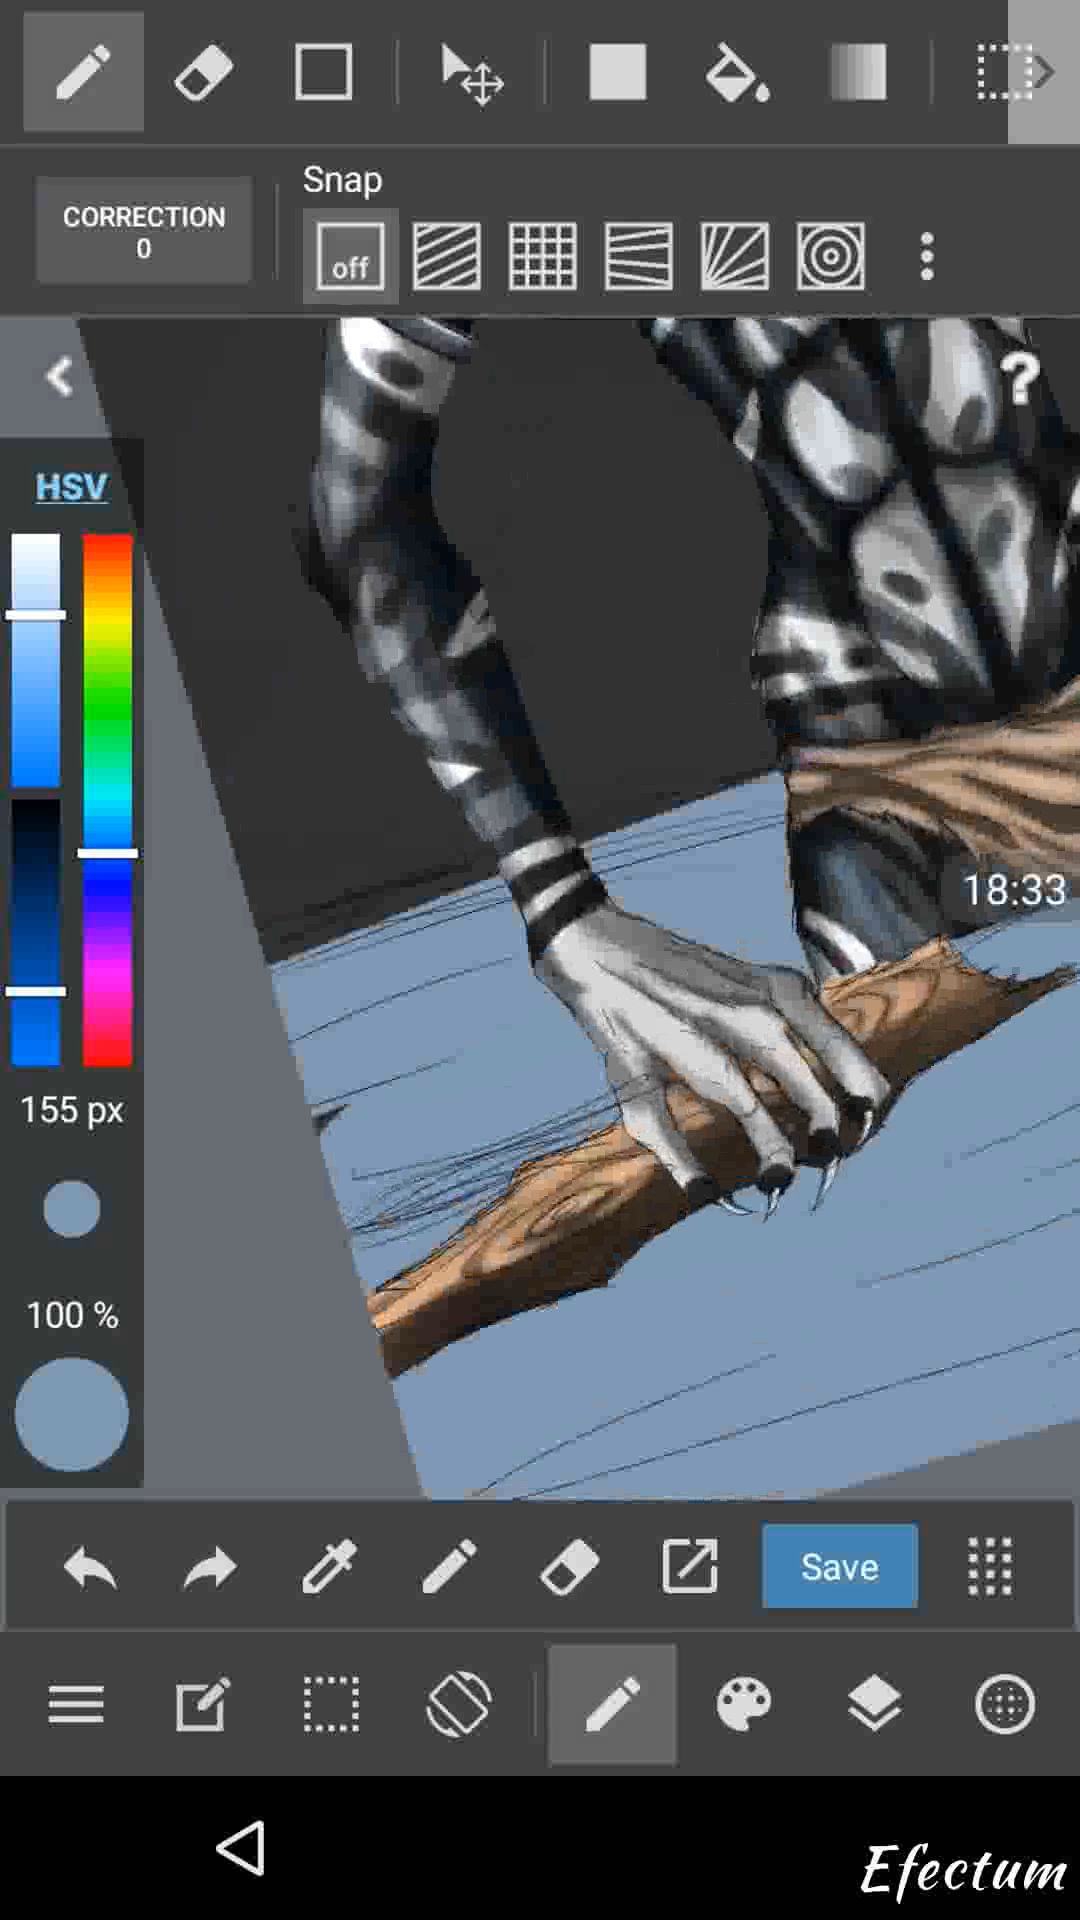 CORRECTION
0
Snap
off
?
HSV
18:33
155 px
100 %
Save
Efectum